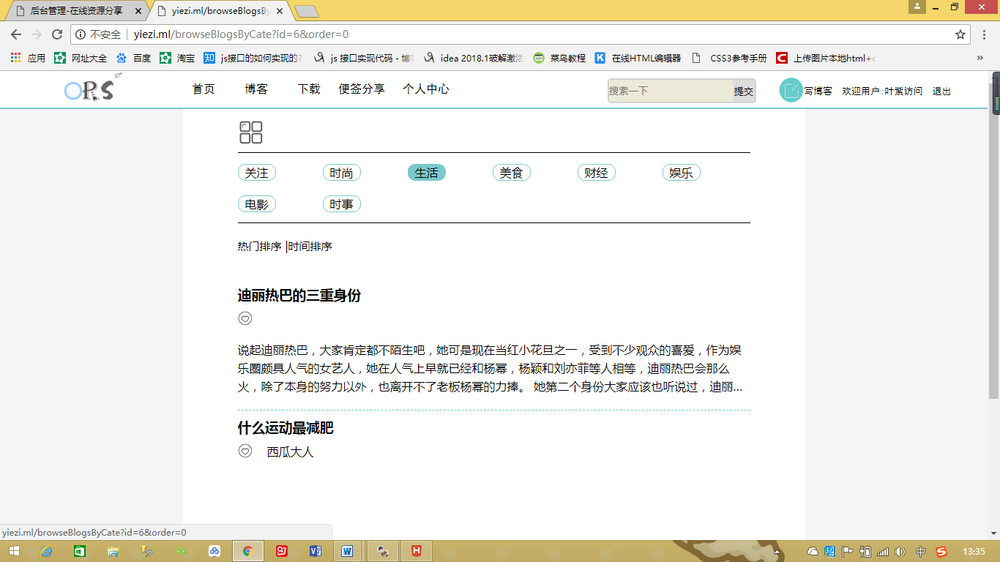 后台管理-在线资源分享
yiezi.ml/browseBlogsBy
不安全 yiezi.ml/browseBlogsByCate?id=6&order=0
应用 网址大全 百度 淘宝 知 js接口的如何实现的? js 接口实现代码 - 博 idea 2018.1破解激活 菜鸟教程 K 在线HTML编辑器 CSS3参考手册 C 上传图片本地html+c
ORS 首页 博客 下载 便签分享 个人中心 搜索一下 提交 写博客 欢迎用户:叶紫访问 退出
关注 时尚 生活 美食 财经 娱乐
电影 时事
热门排序 |时间排序
迪丽热巴的三重身份
说起迪丽热巴，大家肯定都不陌生吧，她可是现在当红小花旦之一，受到不少观众的喜爱，作为娱
乐圈颇具人气的女艺人，她在人气上早就已经和杨幂，杨颖和刘亦菲等人相等，迪丽热巴会那么
火，除了本身的努力以外，也离开不了老板杨幂的力捧。 她第二个身份大家应该也听说过，迪丽...
什么运动最减肥
西瓜大人
yiezi.ml/browseBlogsByCate?id=6&order=0
中 13:35